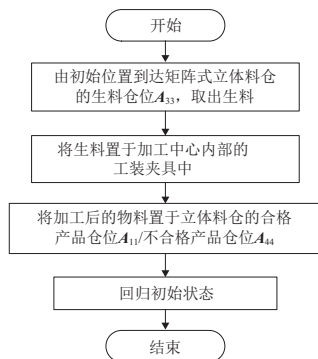 开始
由初始位置到达矩阵式立体料仓
的生料仓位A₃₃，取出生料
将生料置于加工中心内部的
工装夹具中
将加工后的物料置于立体料仓的合格
产品仓位A₁₁/不合格产品仓位A₄₄
回归初始状态
结束